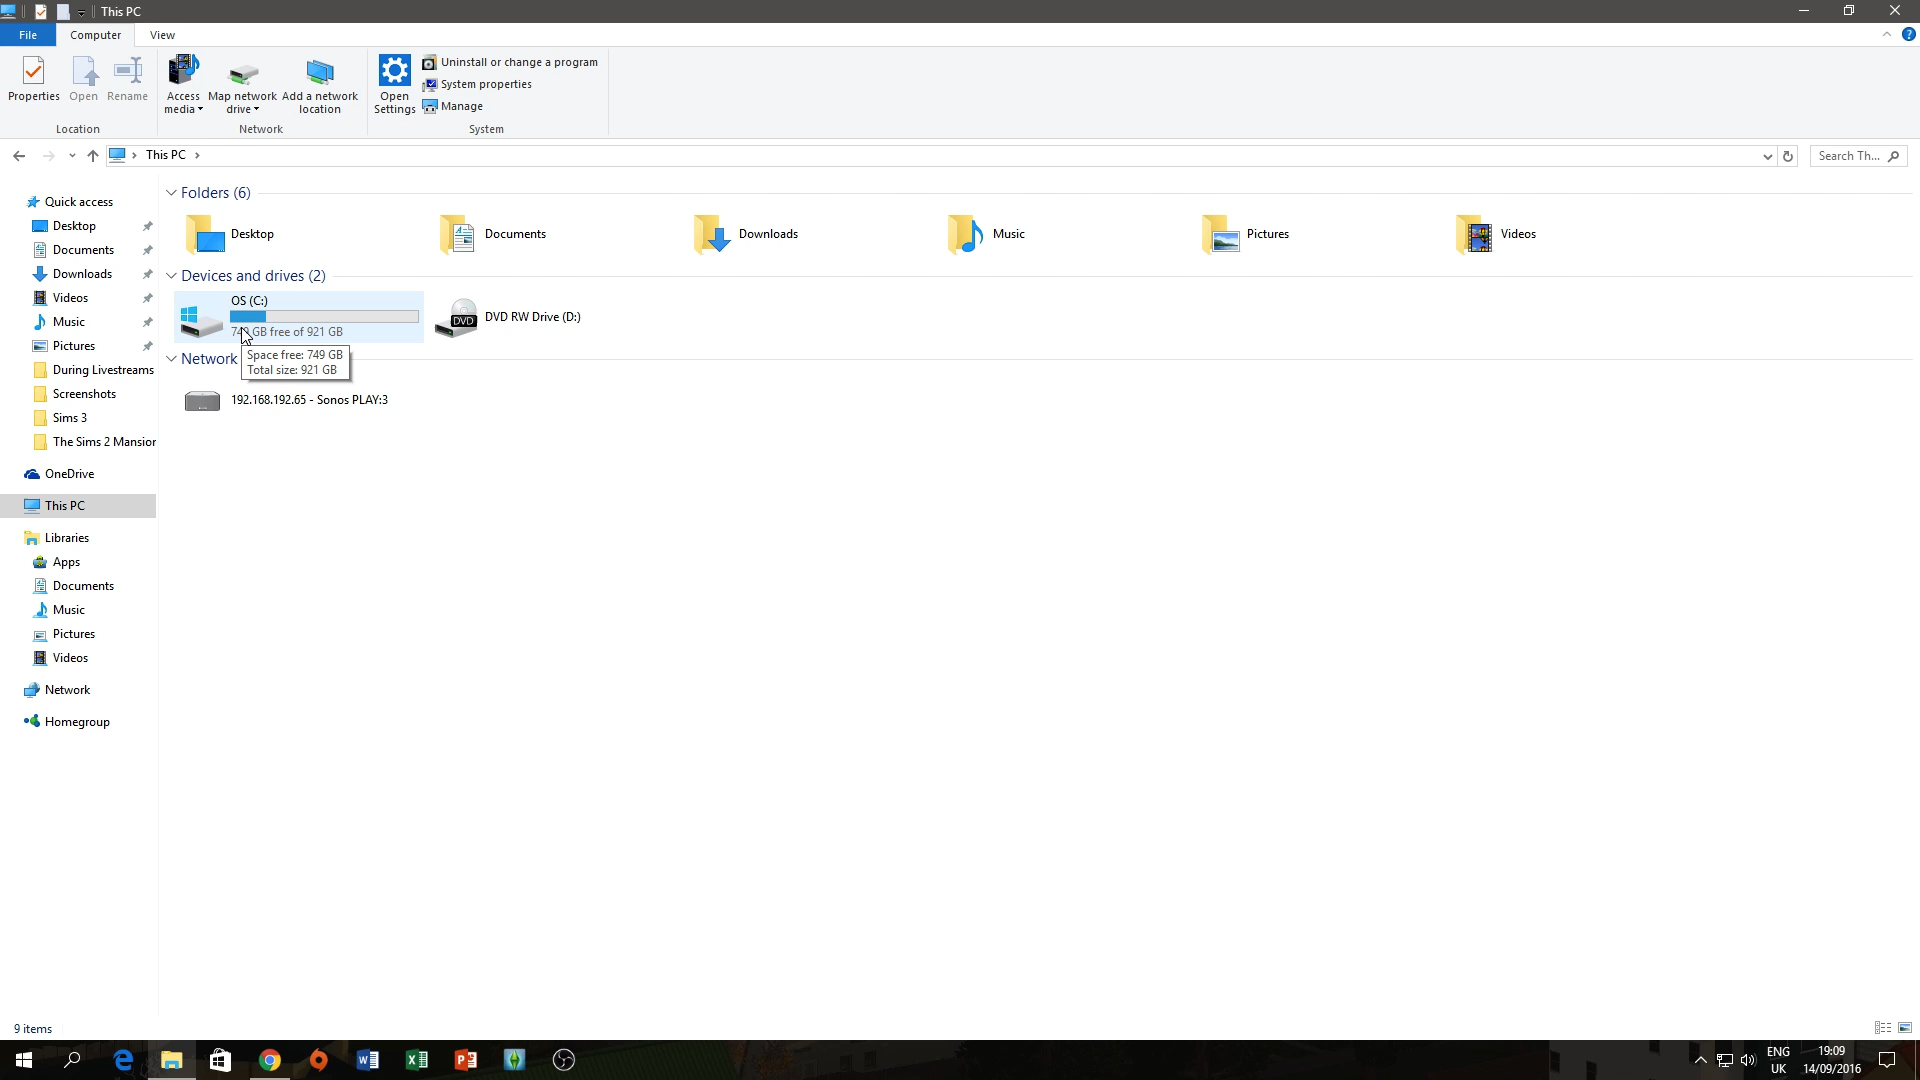 This PC
File Computer View
Properties Open Rename
Access media
Map network drive
Add a network location
Open Settings
Uninstall or change a program
System properties
Manage
Location Network System
This PC
Search Th...
Quick access
Desktop
Documents
Downloads
Videos
Music
Pictures
During Livestreams
Screenshots
Sims 3
The Sims 2 Mansion
OneDrive
This PC
Libraries
Apps
Documents
Music
Pictures
Videos
Network
Homegroup
Folders (6)
Desktop Documents Downloads Music Pictures Videos
Devices and drives (2)
OS (C:)
749 GB free of 921 GB
DVD
DVD RW Drive (D:)
Space free: 749 GB
Total size: 921 GB
Network
192.168.192.65 - Sonos PLAY:3
9 items
ENG
UK
19:09
14/09/2016